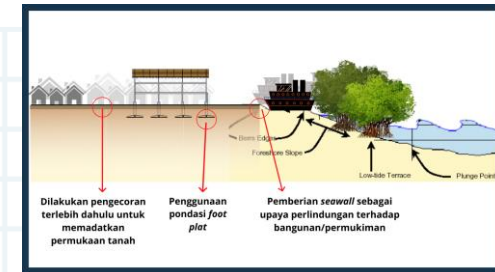 Berm Edges
Foreshore Slope
Low-tide Terrace
Plunge Point
Dilakukan pengecoran
terlebih dahulu untuk
memadatkan
permukaan tanah
Penggunaan
pondasi foot
plat
Pemberian seawall sebagai
upaya perlindungan terhadap
bangunan/permukiman